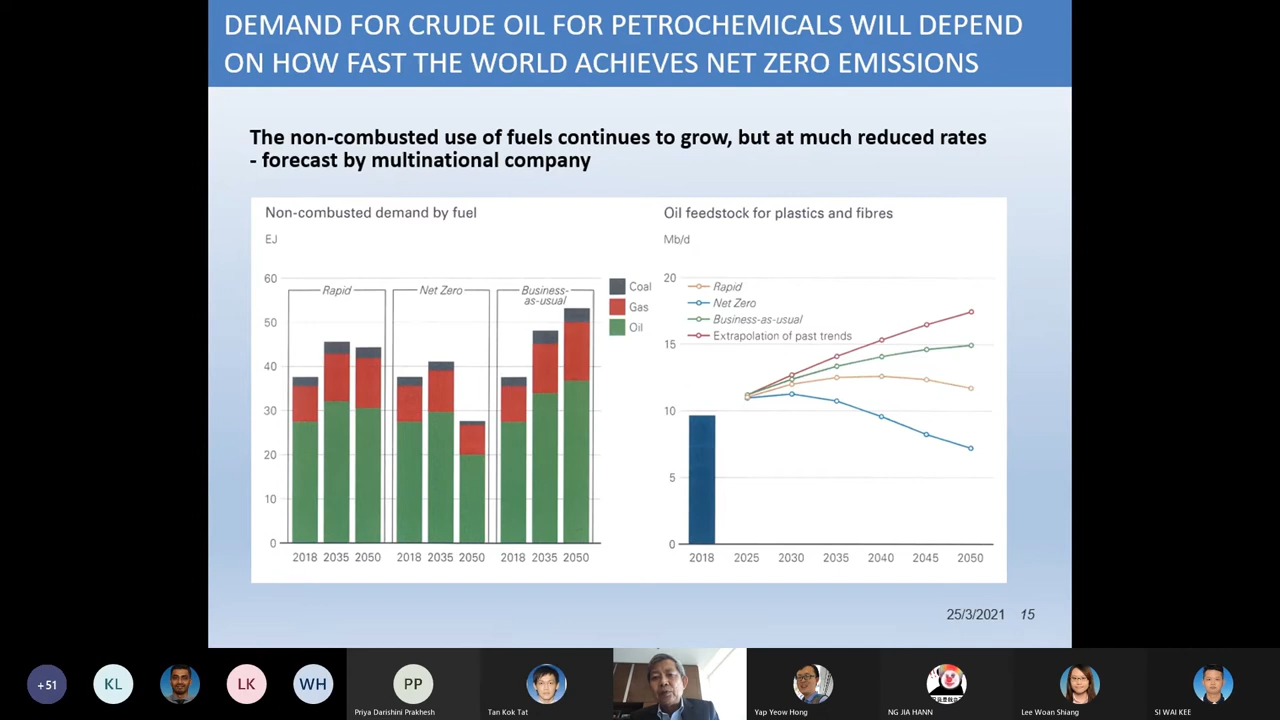 DEMAND FOR CRUDE OIL FOR PETROCHEMICALS WILL DEPEND
ON HOW FAST THE WORLD ACHIEVES NET ZERO EMISSIONS
The non-combusted use of fuels continues to grow, but at much reduced rates
- forecast by multinational company
Non-combusted demand by fuel
EJ
60
50
40
30
20
10
0
Rapid
Net Zero
Business-
as-usual
Coal
Gas
Oil
2018 2035 2050 2018 2035 2050 2018 2035 2050
Oil feedstock for plastics and fibres
Mb/d
20
15
10
5
0
Rapid
Net Zero
Business-as-usual
Extrapolation of past trends
2018 2025 2030 2035 2040 2045 2050
25/3/2021 15
+51 KL LK WH PP
Priya Darishini Prakhesh Tan Kok Tat Yap Yeow Hong NG JIA HANN Lee Woan Shiang SI WAI KEE